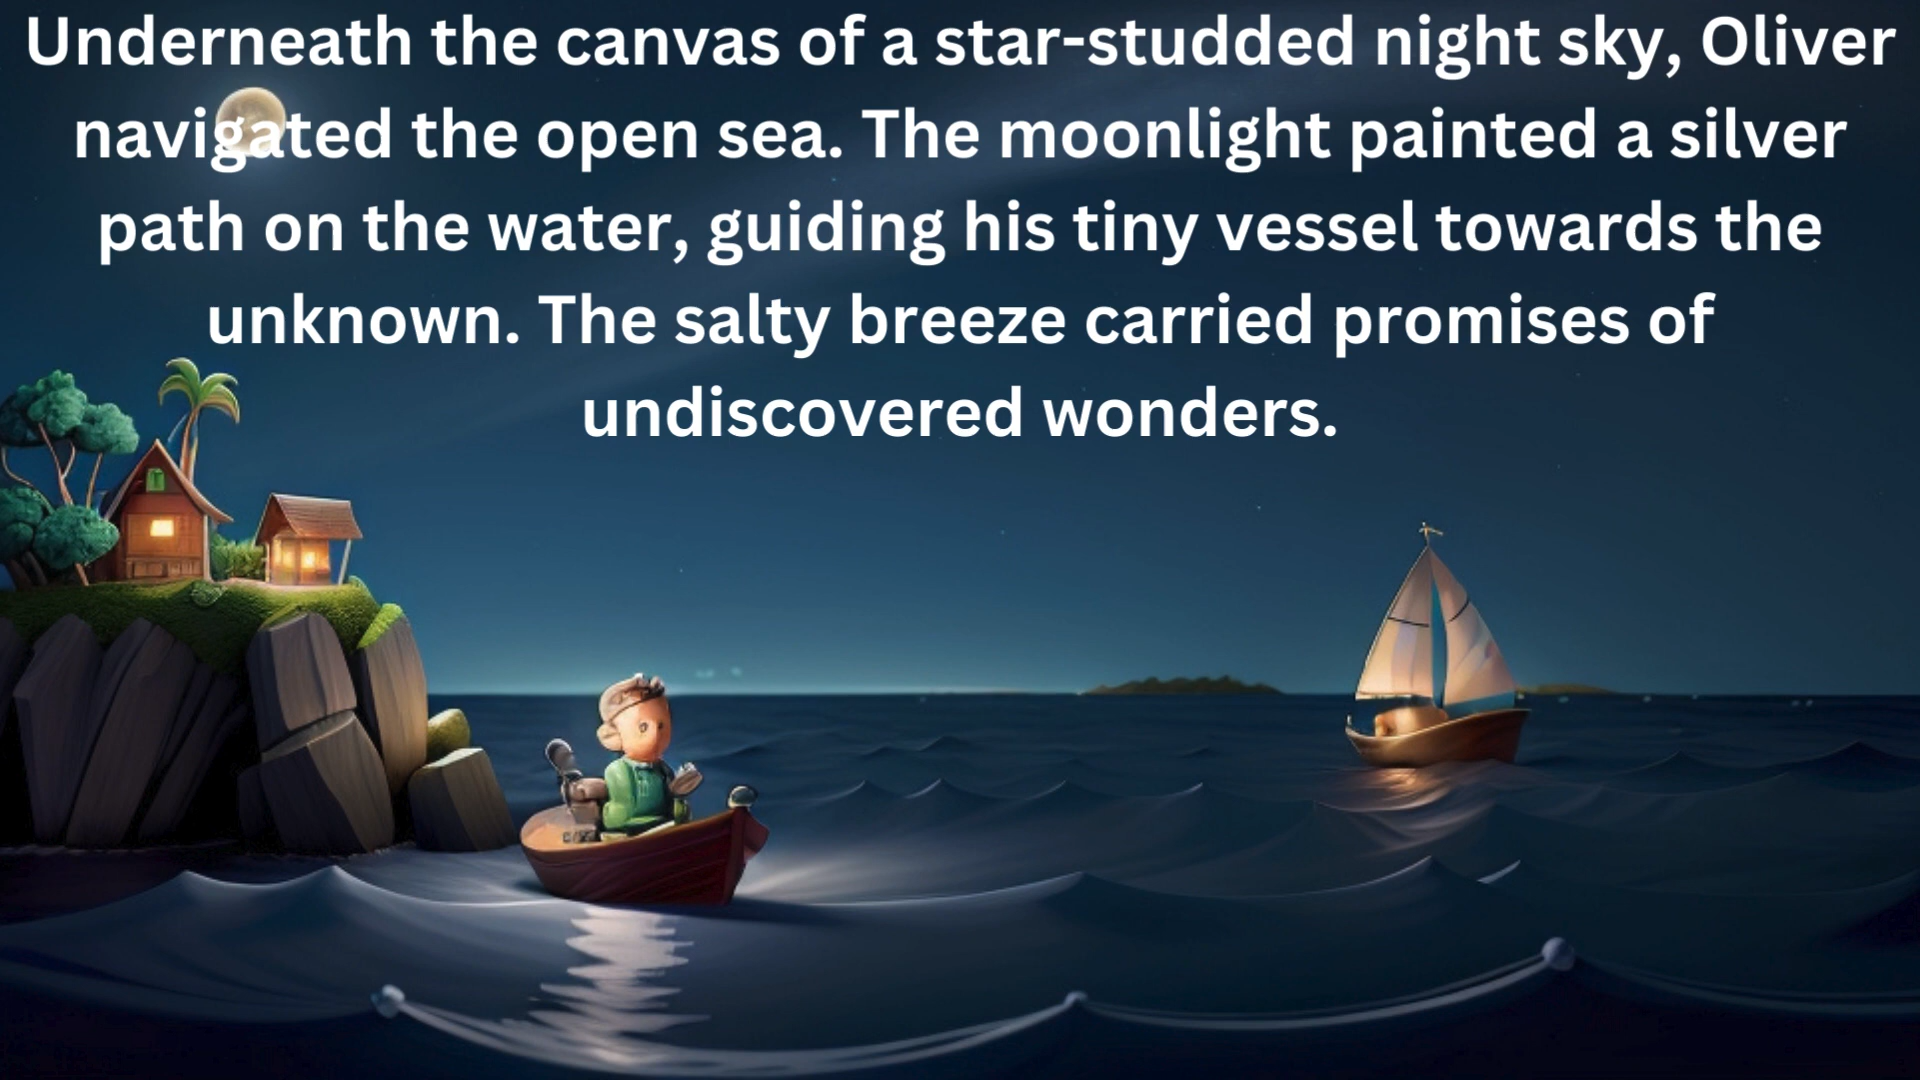 Underneath the canvas of a star-studded night sky, Oliver
navigated the open sea. The moonlight painted a silver
path on the water, guiding his tiny vessel towards the
unknown. The salty breeze carried promises of
undiscovered wonders.